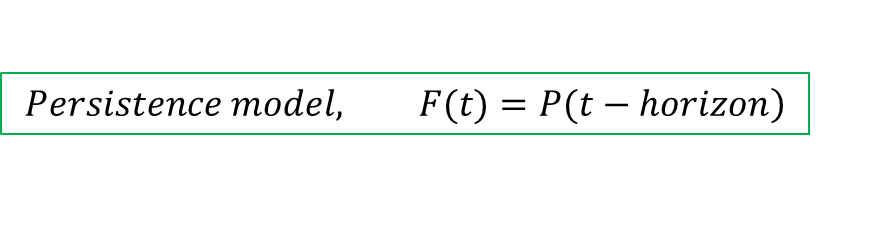 Persistence model, F(t) = P(t − horizon)